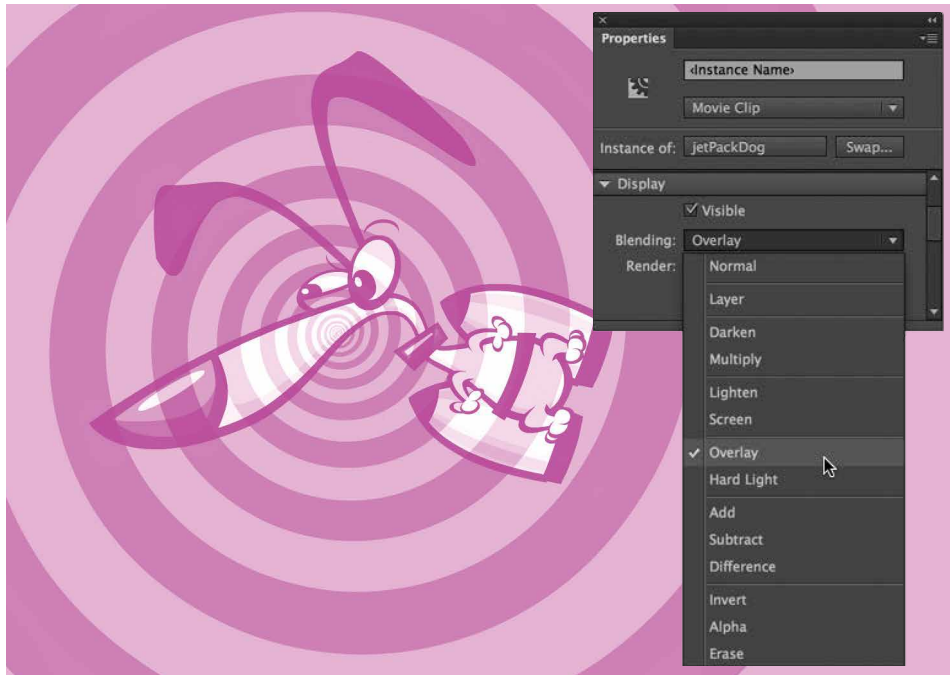 Properties
‹Instance Name›
Movie Clip
Instance of: jetPackDog Swap...
Display
Visible
Blending: Overlay
Render:
Normal
Layer
Darken
Multiply
Lighten
Screen
Overlay
Hard Light
Add
Subtract
Difference
Invert
Alpha
Erase